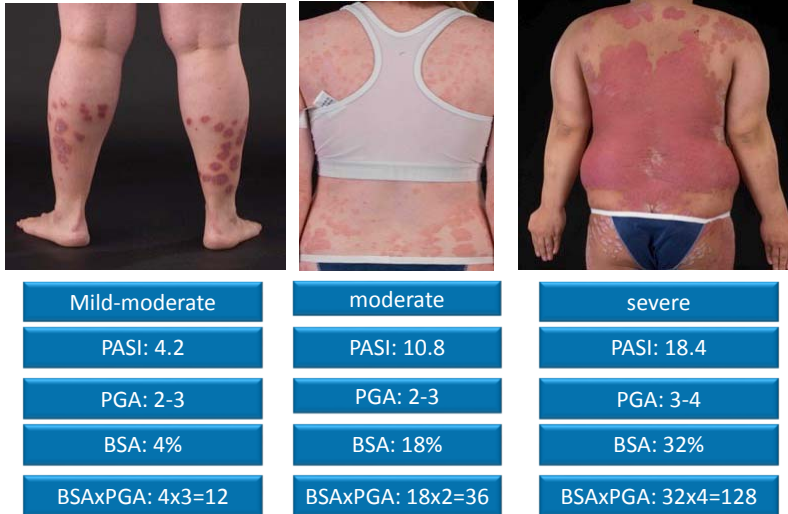 Mild-moderate
moderate
severe
PASI: 4.2
PASI: 10.8
PASI: 18.4
PGA: 2-3
PGA: 2-3
PGA: 3-4
BSA: 4%
BSA: 18%
BSA: 32%
BSAxPGA: 4x3=12
BSAxPGA: 18x2=36
BSAxPGA: 32x4=128